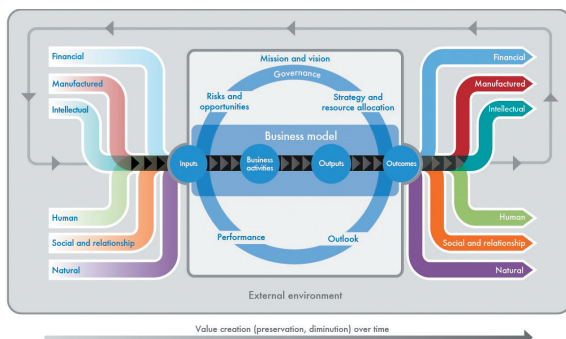 Financial
Manufactured
Intellectual
Human
Social and relationship
Natural
Mission and vision
Governance
Risks and
opportunities
Strategy and
resource allocation
Business model
Inputs
Business
activities
Outputs
Outcomes
Performance
Outlook
Financial
Manufactured
Intellectual
Human
Social and relationship
Natural
External environment
Value creation (preservation, diminution) over time